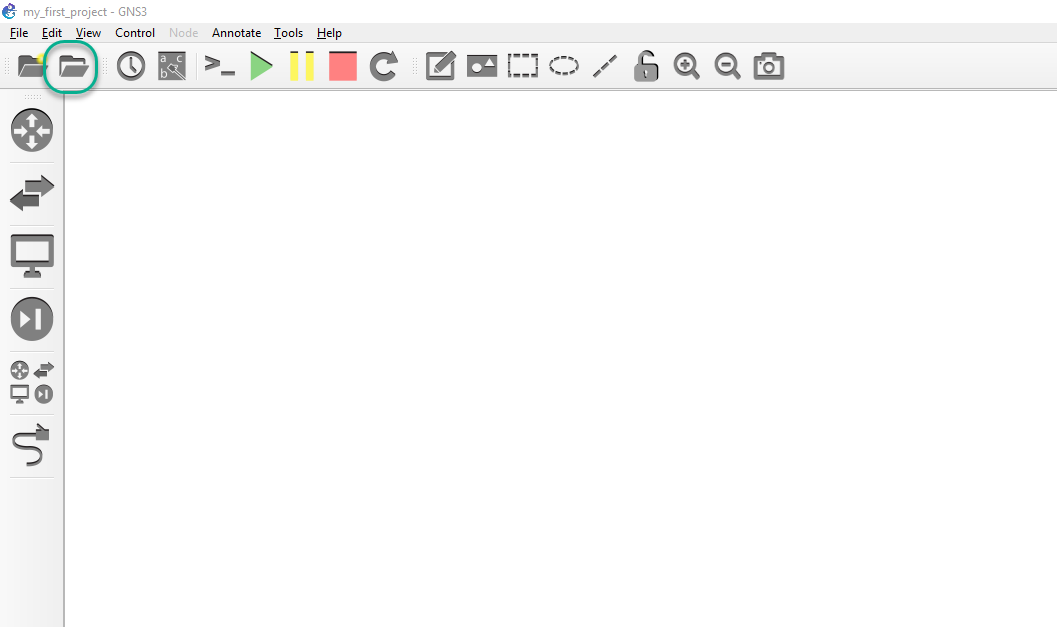 my_first_project - GNS3
File Edit View Control Node Annotate Tools Help
a c
b
>_